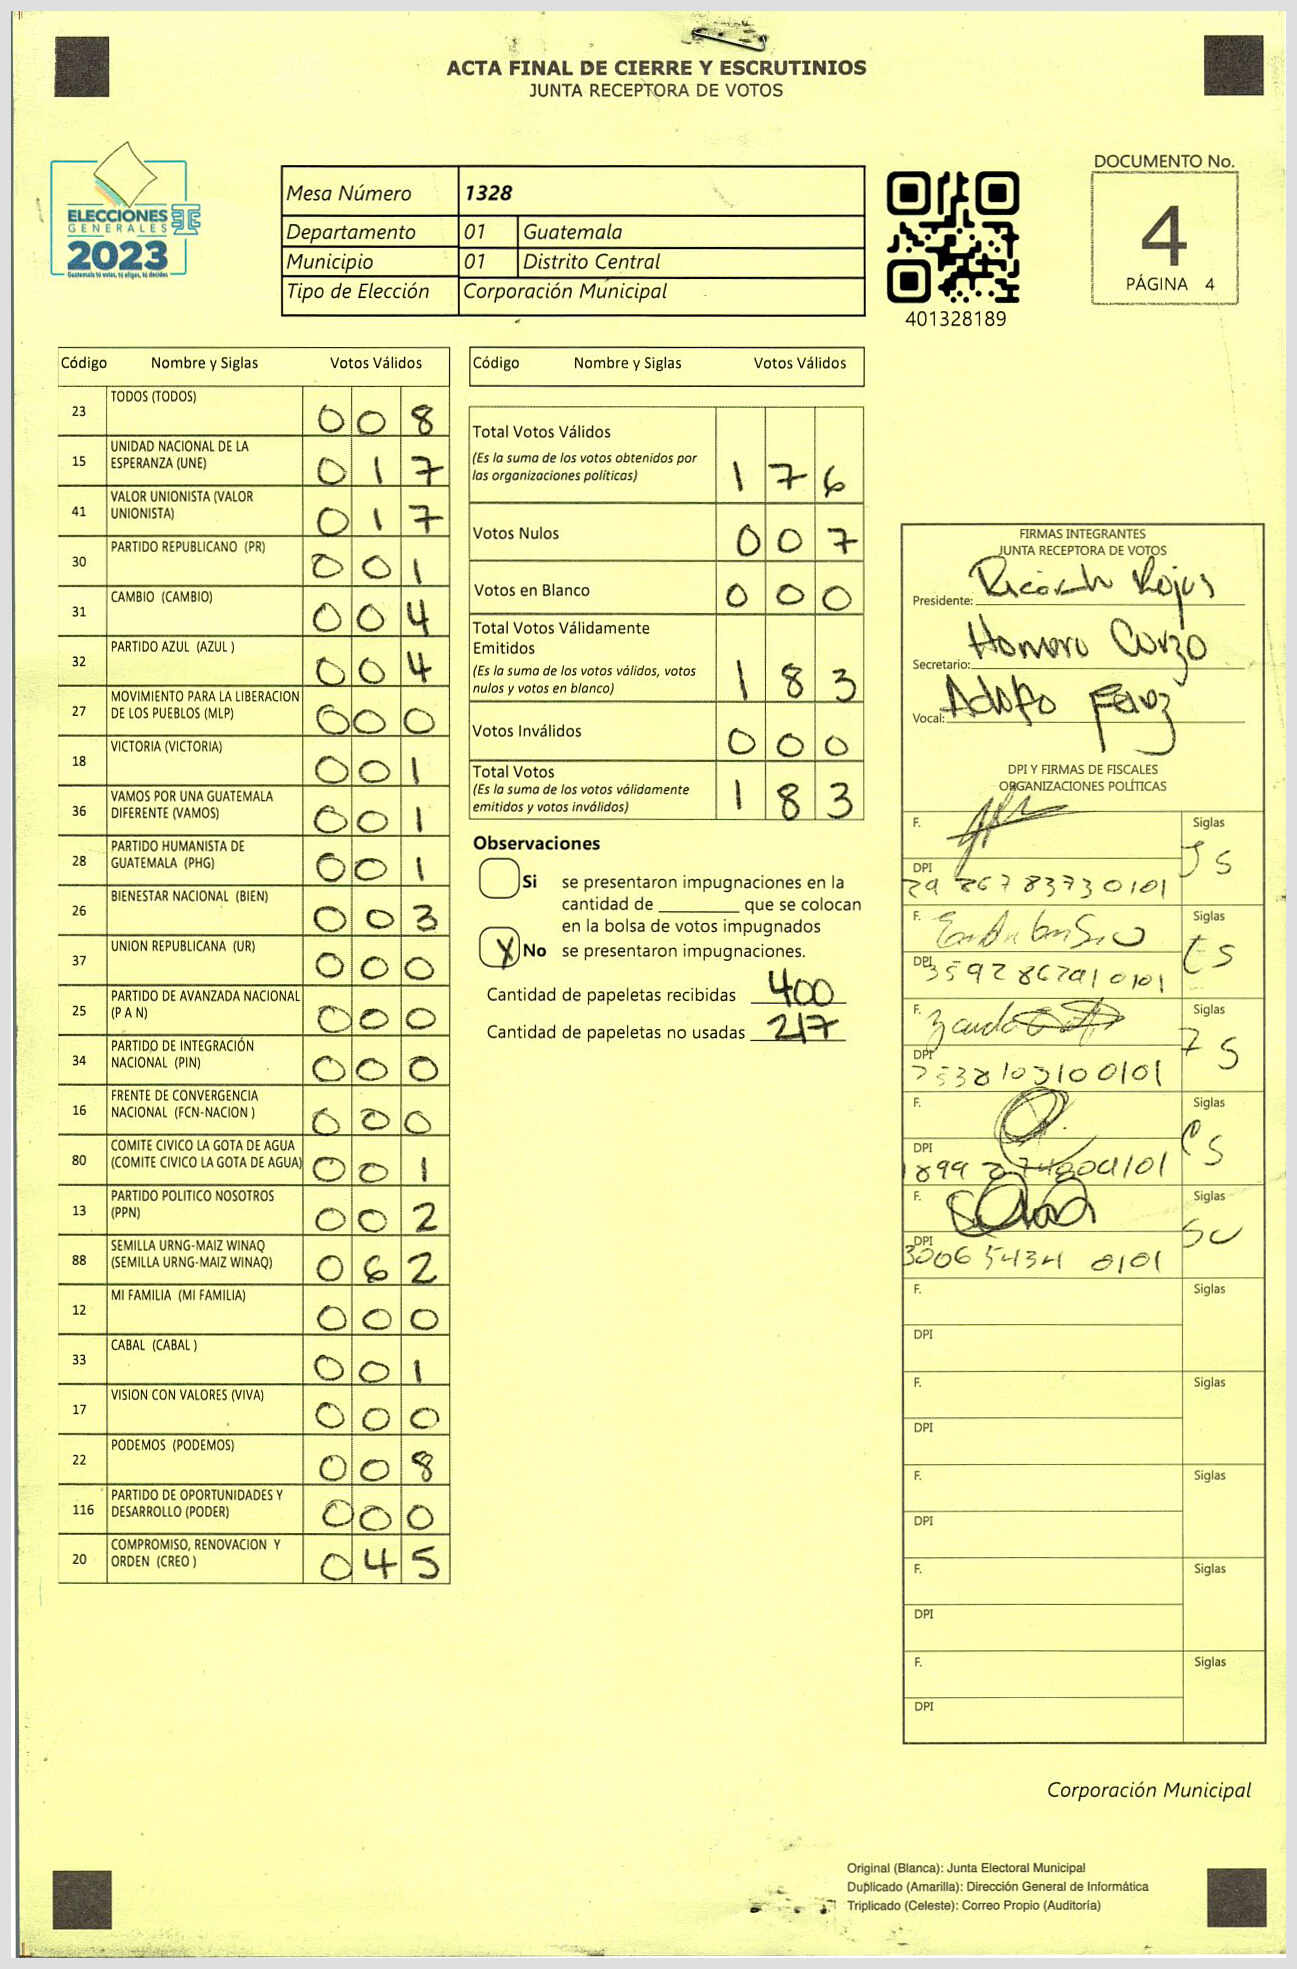 ACTA FINAL DE CIERRE Y ESCRUTINIOS
JUNTA RECEPTORA DE VOTOS
ELECCIONES
GENERALES
2023
Guatemala tú votas, tú eliges, tú decides
Mesa Número 1328
Departamento 01 Guatemala
Municipio 01 Distrito Central
Tipo de Elección Corporación Municipal
401328189
DOCUMENTO No.
4
PÁGINA 4
Código Nombre y Siglas Votos Válidos
23 TODOS (TODOS) 0 0 8
15 UNIDAD NACIONAL DE LA
ESPERANZA (UNE) 0 1 7
41 VALOR UNIONISTA (VALOR
UNIONISTA) 0 1 7
30 PARTIDO REPUBLICANO (PR) 0 0 1
31 CAMBIO (CAMBIO) 0 0 4
32 PARTIDO AZUL (AZUL ) 0 0 4
27 MOVIMIENTO PARA LA LIBERACION
DE LOS PUEBLOS (MLP) 0 0 0
18 VICTORIA (VICTORIA) 0 0 1
36 VAMOS POR UNA GUATEMALA
DIFERENTE (VAMOS) 0 0 1
28 PARTIDO HUMANISTA DE
GUATEMALA (PHG) 0 0 1
26 BIENESTAR NACIONAL (BIEN) 0 0 3
37 UNION REPUBLICANA (UR) 0 0 0
25 PARTIDO DE AVANZADA NACIONAL
(P A N) 0 0 0
34 PARTIDO DE INTEGRACIÓN
NACIONAL (PIN) 0 0 0
16 FRENTE DE CONVERGENCIA
NACIONAL (FCN-NACION ) 0 0 0
80 COMITE CIVICO LA GOTA DE AGUA
(COMITE CIVICO LA GOTA DE AGUA) 0 0 1
13 PARTIDO POLITICO NOSOTROS
(PPN) 0 0 2
88 SEMILLA URNG-MAIZ WINAQ
(SEMILLA URNG-MAIZ WINAQ) 0 6 2
12 MI FAMILIA (MI FAMILIA) 0 0 0
33 CABAL (CABAL ) 0 0 1
17 VISION CON VALORES (VIVA) 0 0 0
22 PODEMOS (PODEMOS) 0 0 8
116 PARTIDO DE OPORTUNIDADES Y
DESARROLLO (PODER) 0 0 0
20 COMPROMISO, RENOVACION Y
ORDEN (CREO ) 0 4 5
Código Nombre y Siglas Votos Válidos
Total Votos Válidos
(Es la suma de los votos obtenidos por
las organizaciones políticas) 1 7 6
Votos Nulos 0 0 7
Votos en Blanco 0 0 0
Total Votos Válidamente
Emitidos
(Es la suma de los votos válidos, votos
nulos y votos en blanco) 1 8 3
Votos Inválidos 0 0 0
Total Votos
(Es la suma de los votos válidamente
emitidos y votos inválidos) 1 8 3
Observaciones
Si se presentaron impugnaciones en la
cantidad de ________ que se colocan
en la bolsa de votos impugnados
X No se presentaron impugnaciones.
Cantidad de papeletas recibidas 400
Cantidad de papeletas no usadas 217
FIRMAS INTEGRANTES
JUNTA RECEPTORA DE VOTOS
Presidente: Ricardo Rojas
Secretario: Homero Corzo
Vocal: Adolfo
DPI Y FIRMAS DE FISCALES
ORGANIZACIONES POLÍTICAS
F. Siglas
DPI
F. Siglas
DPI
F. Siglas
DPI
F. Siglas
DPI
F. Siglas
DPI
F. Siglas
DPI
F. Siglas
DPI
F. Siglas
DPI
F. Siglas
DPI
F. Siglas
DPI
Corporación Municipal
Original (Blanca): Junta Electoral Municipal
Duplicado (Amarilla): Dirección General de Informática
Triplicado (Celeste): Correo Propio (Auditoría)